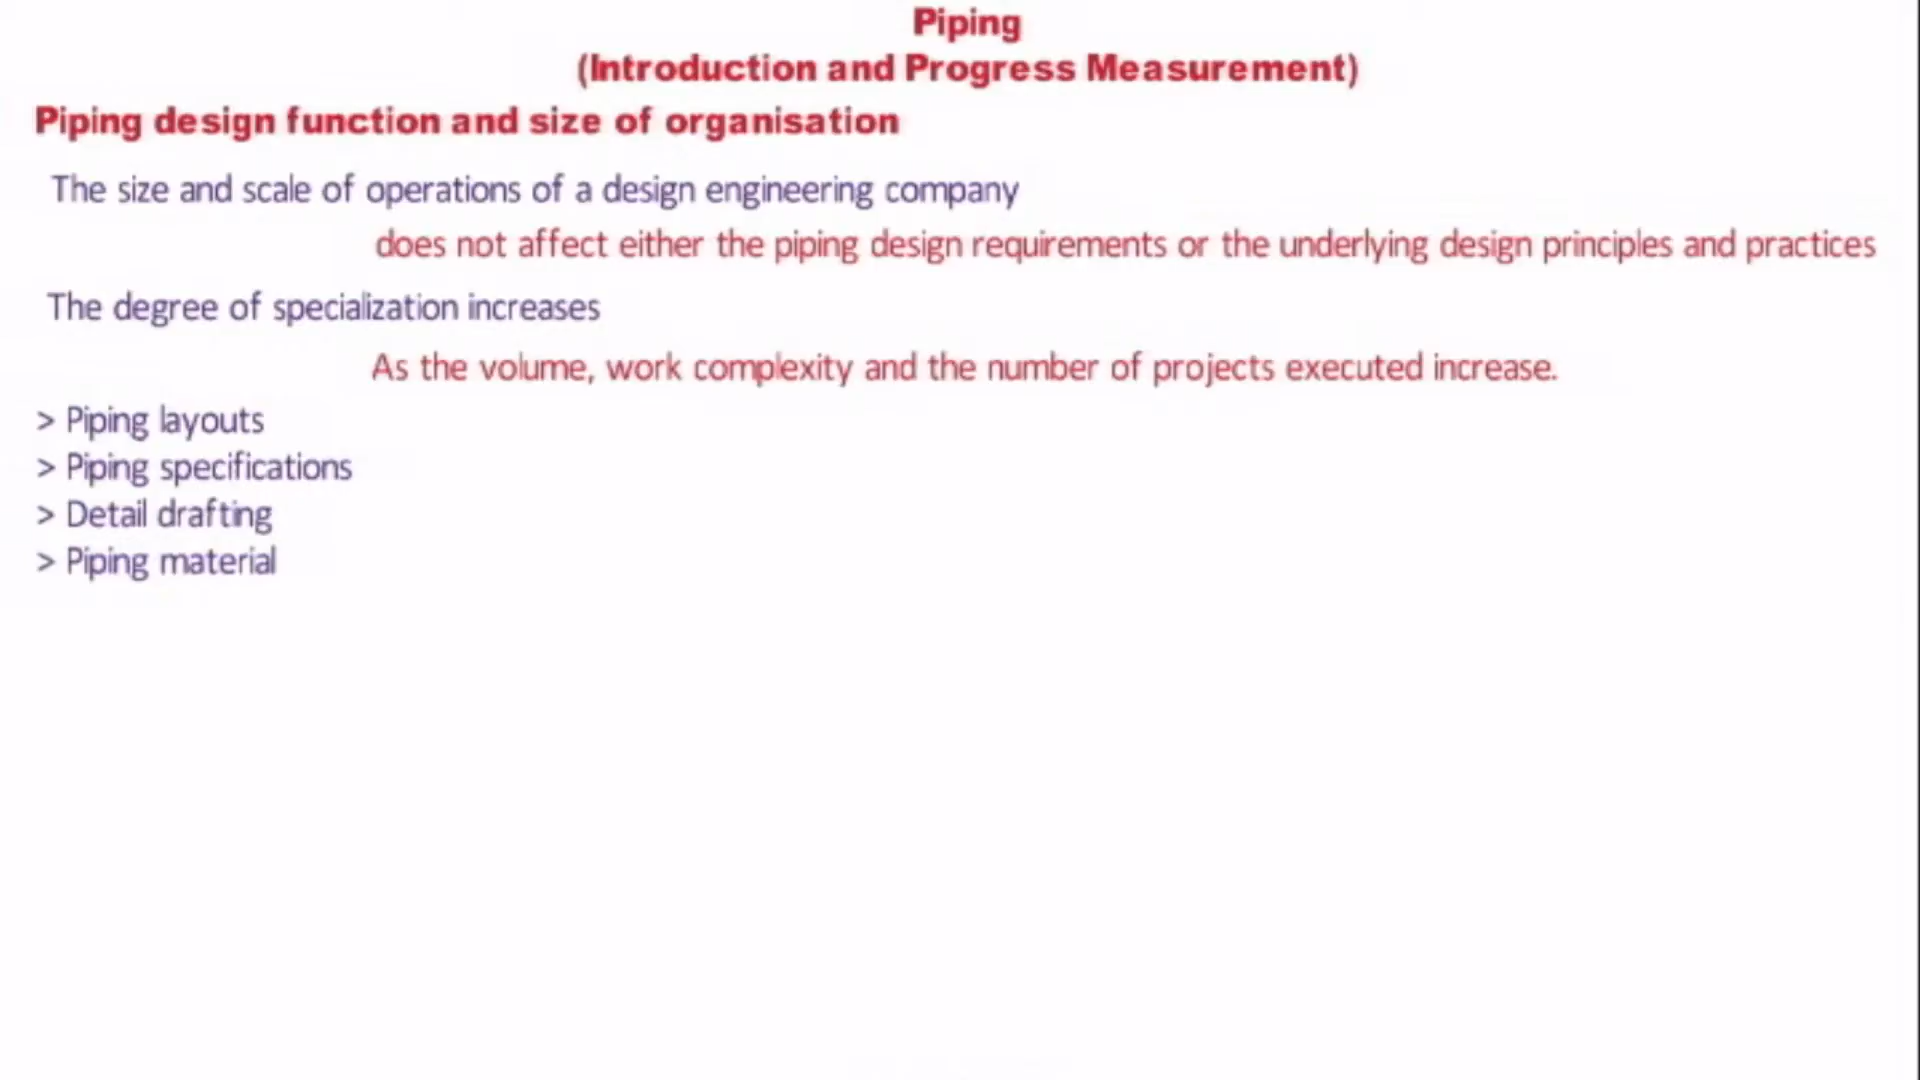 Piping
(Introduction and Progress Measurement)
Piping design function and size of organisation
The size and scale of operations of a design engineering company
does not affect either the piping design requirements or the underlying design principles and practices
The degree of specialization increases
As the volume, work complexity and the number of projects executed increase.
> Piping layouts
> Piping specifications
> Detail drafting
> Piping material